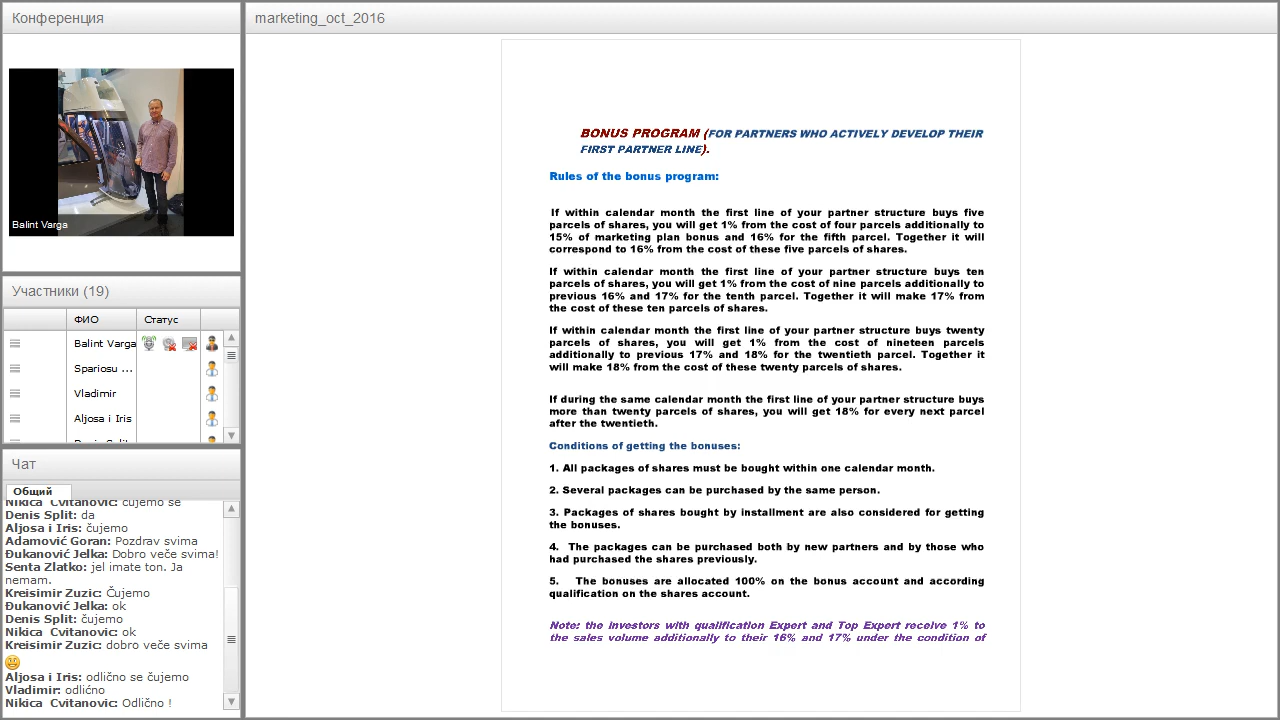 Конференция
Balint Varga
Участники (19)
ФИО Статус
Balint Varga
Spariosu ...
Vladimir
Aljosa i Iris
Чат
Общий
Nikica Cvitanovic: čujemo se
Denis Split: da
Aljosa i Iris: čujemo
Adamović Goran: Pozdrav svima
Đukanović Jelka: Dobro veče svima!
Senta Zlatko: jel imate ton. Ja
nemam.
Kreisimir Zuzic: Čujemo
Đukanović Jelka: ok
Denis Split: čujemo
Nikica Cvitanovic: ok
Kreisimir Zuzic: dobro veče svima
Aljosa i Iris: odlično se čujemo
Vladimir: odlićno
Nikica Cvitanovic: Odlično !
marketing_oct_2016
BONUS PROGRAM (FOR PARTNERS WHO ACTIVELY DEVELOP THEIR
FIRST PARTNER LINE).
Rules of the bonus program:
If within calendar month the first line of your partner structure buys five
parcels of shares, you will get 1% from the cost of four parcels additionally to
15% of marketing plan bonus and 16% for the fifth parcel. Together it will
correspond to 16% from the cost of these five parcels of shares.
If within calendar month the first line of your partner structure buys ten
parcels of shares, you will get 1% from the cost of nine parcels additionally to
previous 16% and 17% for the tenth parcel. Together it will make 17% from
the cost of these ten parcels of shares.
If within calendar month the first line of your partner structure buys twenty
parcels of shares, you will get 1% from the cost of nineteen parcels
additionally to previous 17% and 18% for the twentieth parcel. Together it
will make 18% from the cost of these twenty parcels of shares.
If during the same calendar month the first line of your partner structure buys
more than twenty parcels of shares, you will get 18% for every next parcel
after the twentieth.
Conditions of getting the bonuses:
1. All packages of shares must be bought within one calendar month.
2. Several packages can be purchased by the same person.
3. Packages of shares bought by installment are also considered for getting
the bonuses.
4. The packages can be purchased both by new partners and by those who
had purchased the shares previously.
5. The bonuses are allocated 100% on the bonus account and according
qualification on the shares account.
Note: the investors with qualification Expert and Top Expert receive 1% to
the sales volume additionally to their 16% and 17% under the condition of